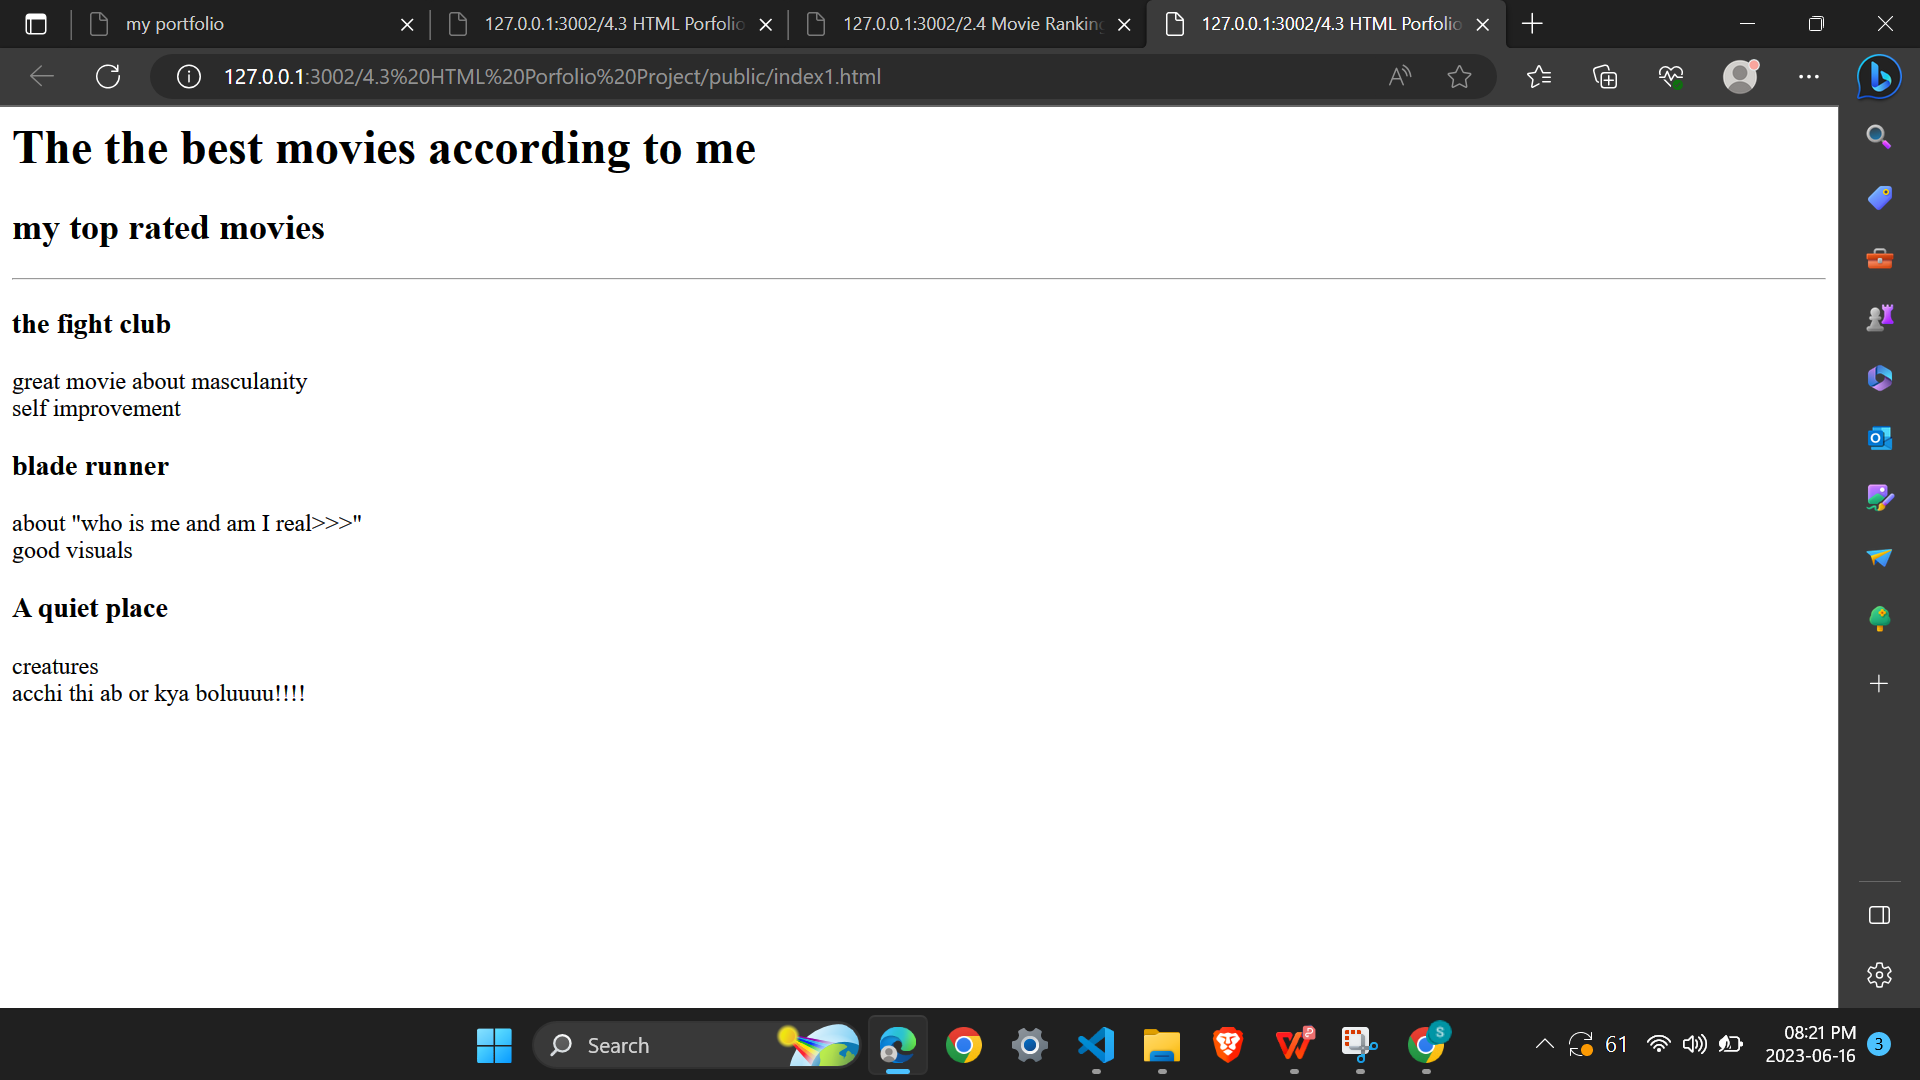 my portfolio
127.0.0.1:3002/4.3 HTML Porfolio
127.0.0.1:3002/2.4 Movie Ranking
127.0.0.1:3002/4.3 HTML Porfolio
127.0.0.1:3002/4.3%20HTML%20Porfolio%20Project/public/index1.html
The the best movies according to me
my top rated movies
the fight club
great movie about masculanity
self improvement
blade runner
about "who is me and am I real>>>"
good visuals
A quiet place
creatures
acchi thi ab or kya boluuuu!!!!
Search
61
08:21 PM
2023-06-16
3
S